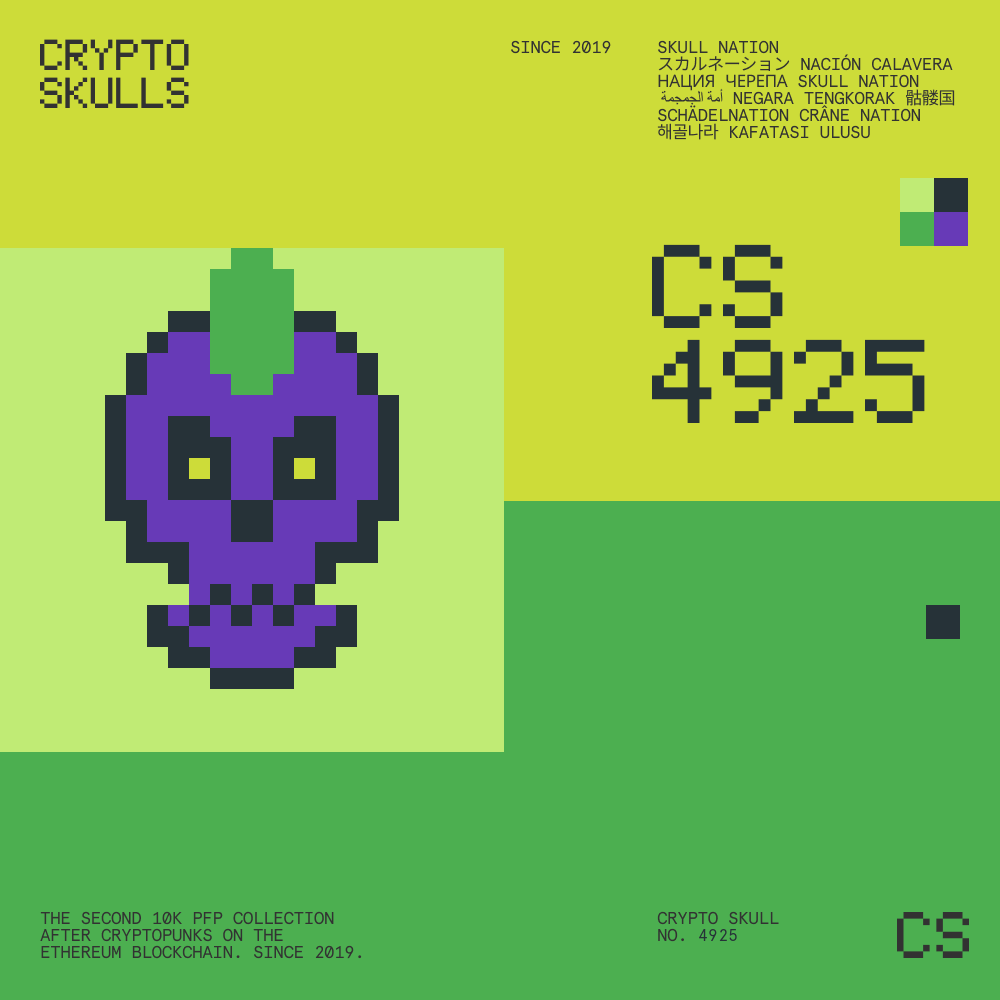 CRYPTO
SKULLS
SINCE 2019
SKULL NATION
スカルネーション NACIÓN CALAVERA
НАЦИЯ ЧЕРЕПА SKULL NATION
أمة الجمجمة NEGARA TENGKORAK 骷髅国
SCHÄDELNATION CRÂNE NATION
해골나라 KAFATASI ULUSU
CS
4925
THE SECOND 10K PFP COLLECTION
AFTER CRYPTOPUNKS ON THE
ETHEREUM BLOCKCHAIN. SINCE 2019.
CRYPTO SKULL
NO. 4925
CS